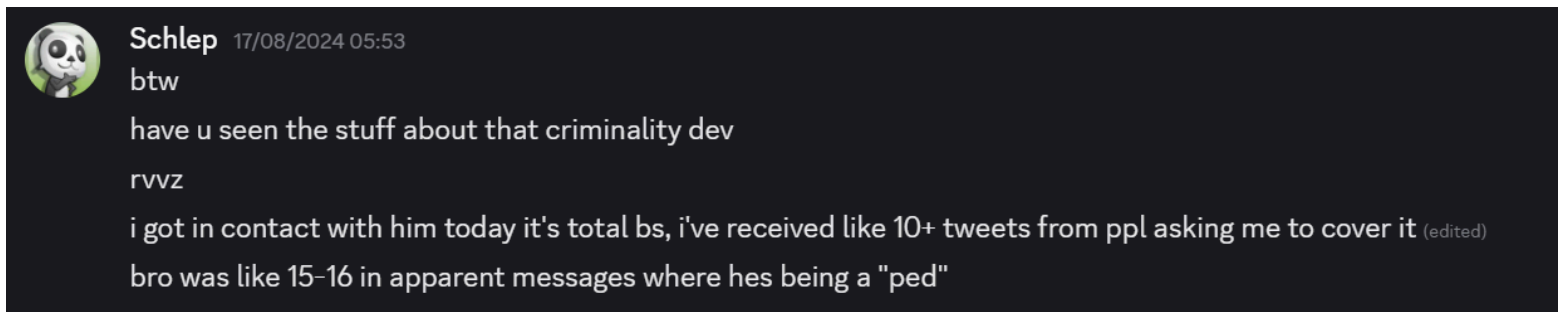 Schlep 17/08/2024 05:53
btw
have u seen the stuff about that criminality dev
rvvz
i got in contact with him today it's total bs, i've received like 10+ tweets from ppl asking me to cover it (edited)
bro was like 15-16 in apparent messages where hes being a "ped"